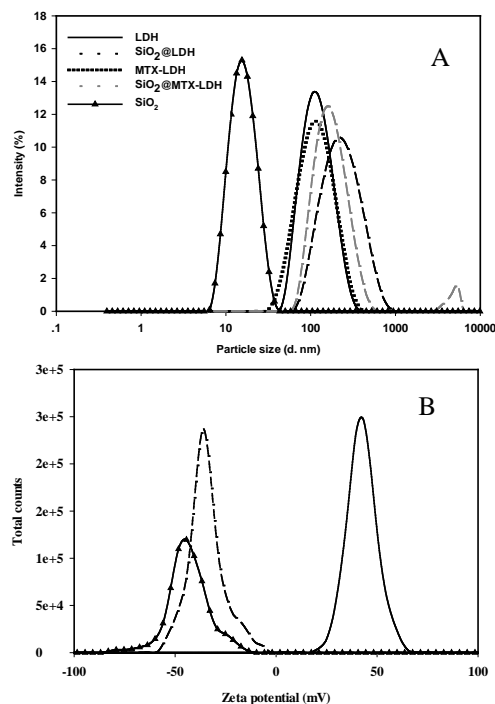 18
16
14
12
10
8
6
4
2
0
Intensity (%)
LDH
SiO2@LDH
MTX-LDH
SiO2@MTX-LDH
SiO2
A
.1 1 10 100 1000 10000
Particle size (d. nm)
3e+5
3e+5
2e+5
2e+5
1e+5
5e+4
0
Total counts
B
-100 -50 0 50 100
Zeta potential (mV)